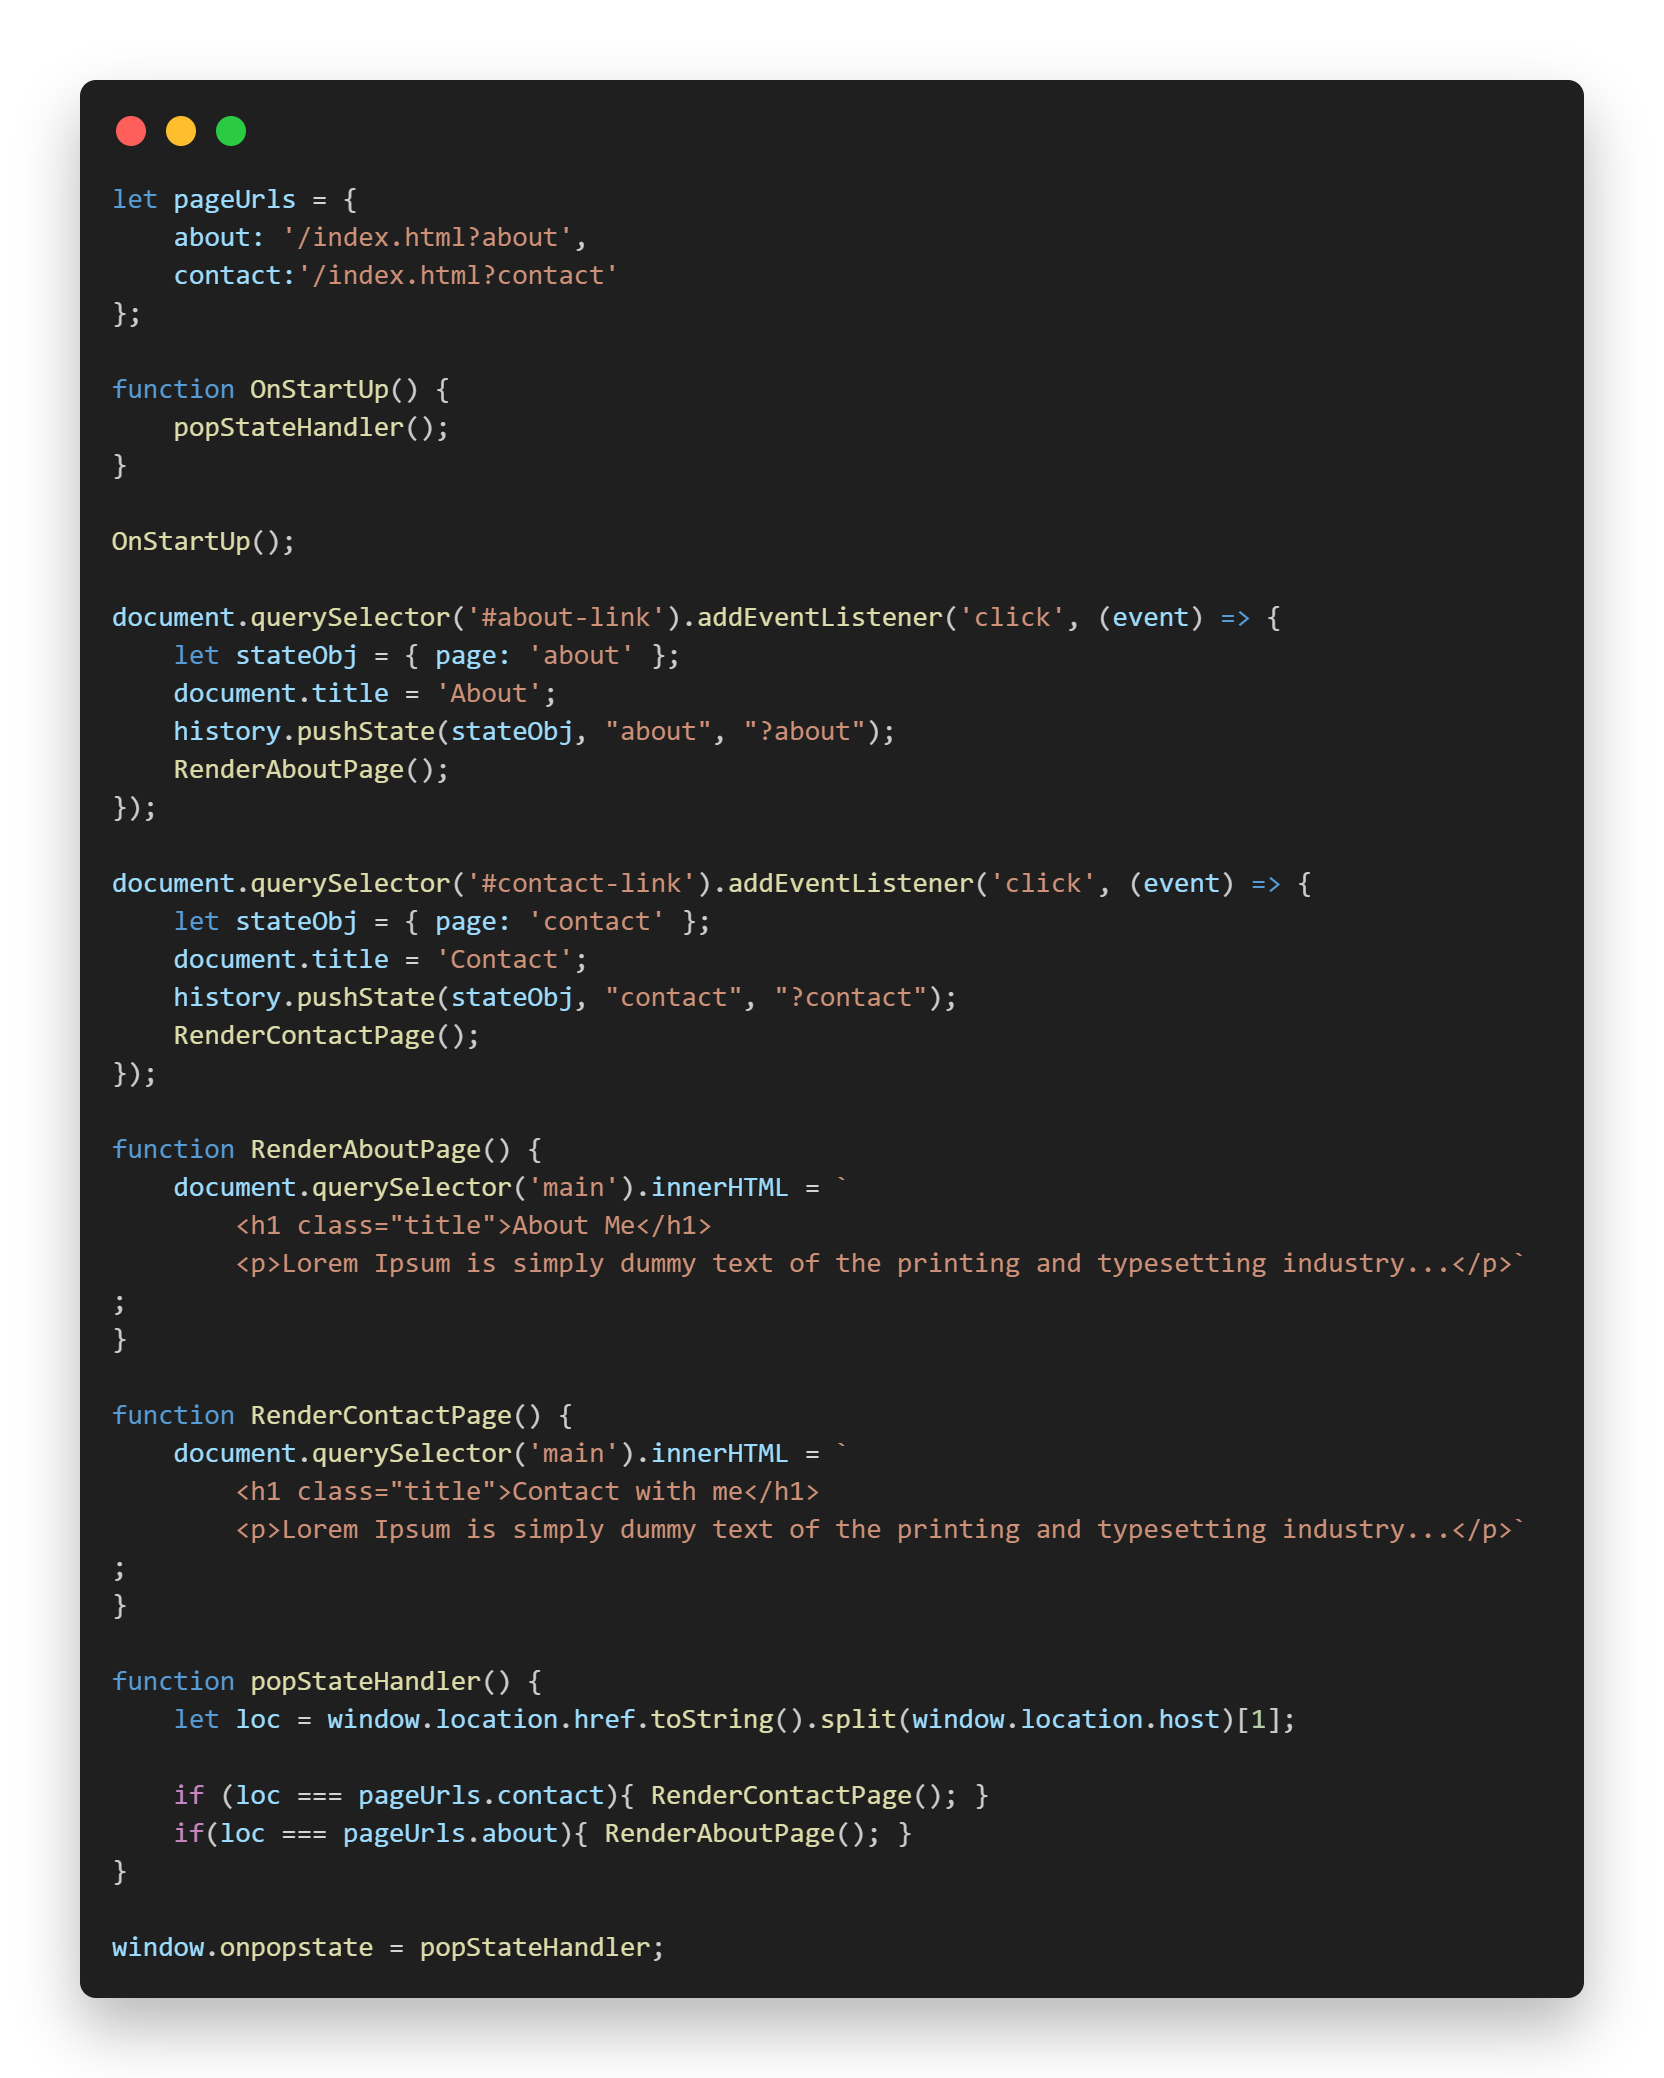 let pageUrls = {
    about: '/index.html?about',
    contact:'/index.html?contact'
};

function OnStartUp() {
    popStateHandler();
}

OnStartUp();

document.querySelector('#about-link').addEventListener('click', (event) => {
    let stateObj = { page: 'about' };
    document.title = 'About';
    history.pushState(stateObj, "about", "?about");
    RenderAboutPage();
});

document.querySelector('#contact-link').addEventListener('click', (event) => {
    let stateObj = { page: 'contact' };
    document.title = 'Contact';
    history.pushState(stateObj, "contact", "?contact");
    RenderContactPage();
});

function RenderAboutPage() {
    document.querySelector('main').innerHTML = `
        <h1 class="title">About Me</h1>
        <p>Lorem Ipsum is simply dummy text of the printing and typesetting industry...</p>`
;
}

function RenderContactPage() {
    document.querySelector('main').innerHTML = `
        <h1 class="title">Contact with me</h1>
        <p>Lorem Ipsum is simply dummy text of the printing and typesetting industry...</p>`
;
}

function popStateHandler() {
    let loc = window.location.href.toString().split(window.location.host)[1];

    if (loc === pageUrls.contact){ RenderContactPage(); }
    if(loc === pageUrls.about){ RenderAboutPage(); }
}

window.onpopstate = popStateHandler;